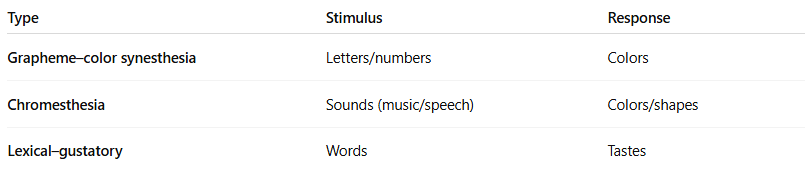 Type Stimulus Response
Grapheme–color synesthesia Letters/numbers Colors
Chromesthesia Sounds (music/speech) Colors/shapes
Lexical–gustatory Words Tastes